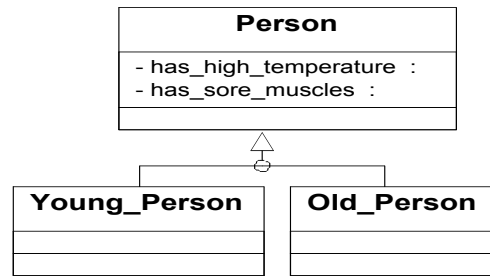 Person
- has_high_temperature :
- has_sore_muscles :
Young_Person
Old_Person